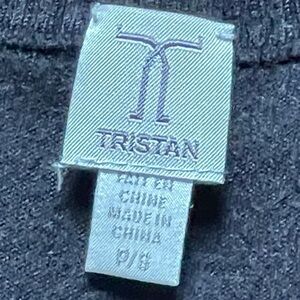 TRISTAN
FAIT EN
CHINE
MADE IN
CHINA
P/S